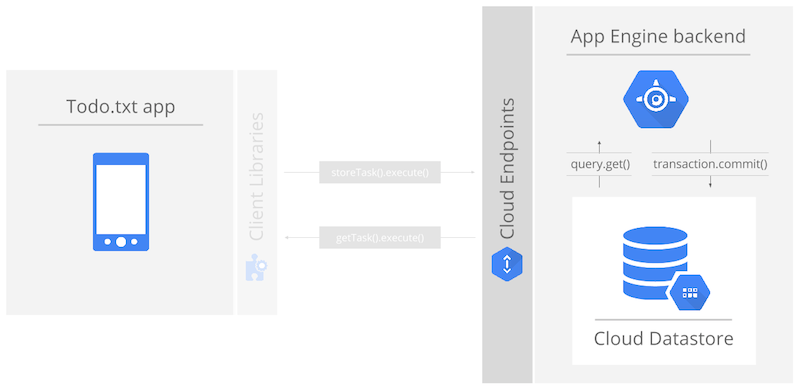 App Engine backend
Todo.txt app
Client Libraries
storeTask().execute()
getTask().execute()
Cloud Endpoints
query.get()
transaction.commit()
Cloud Datastore